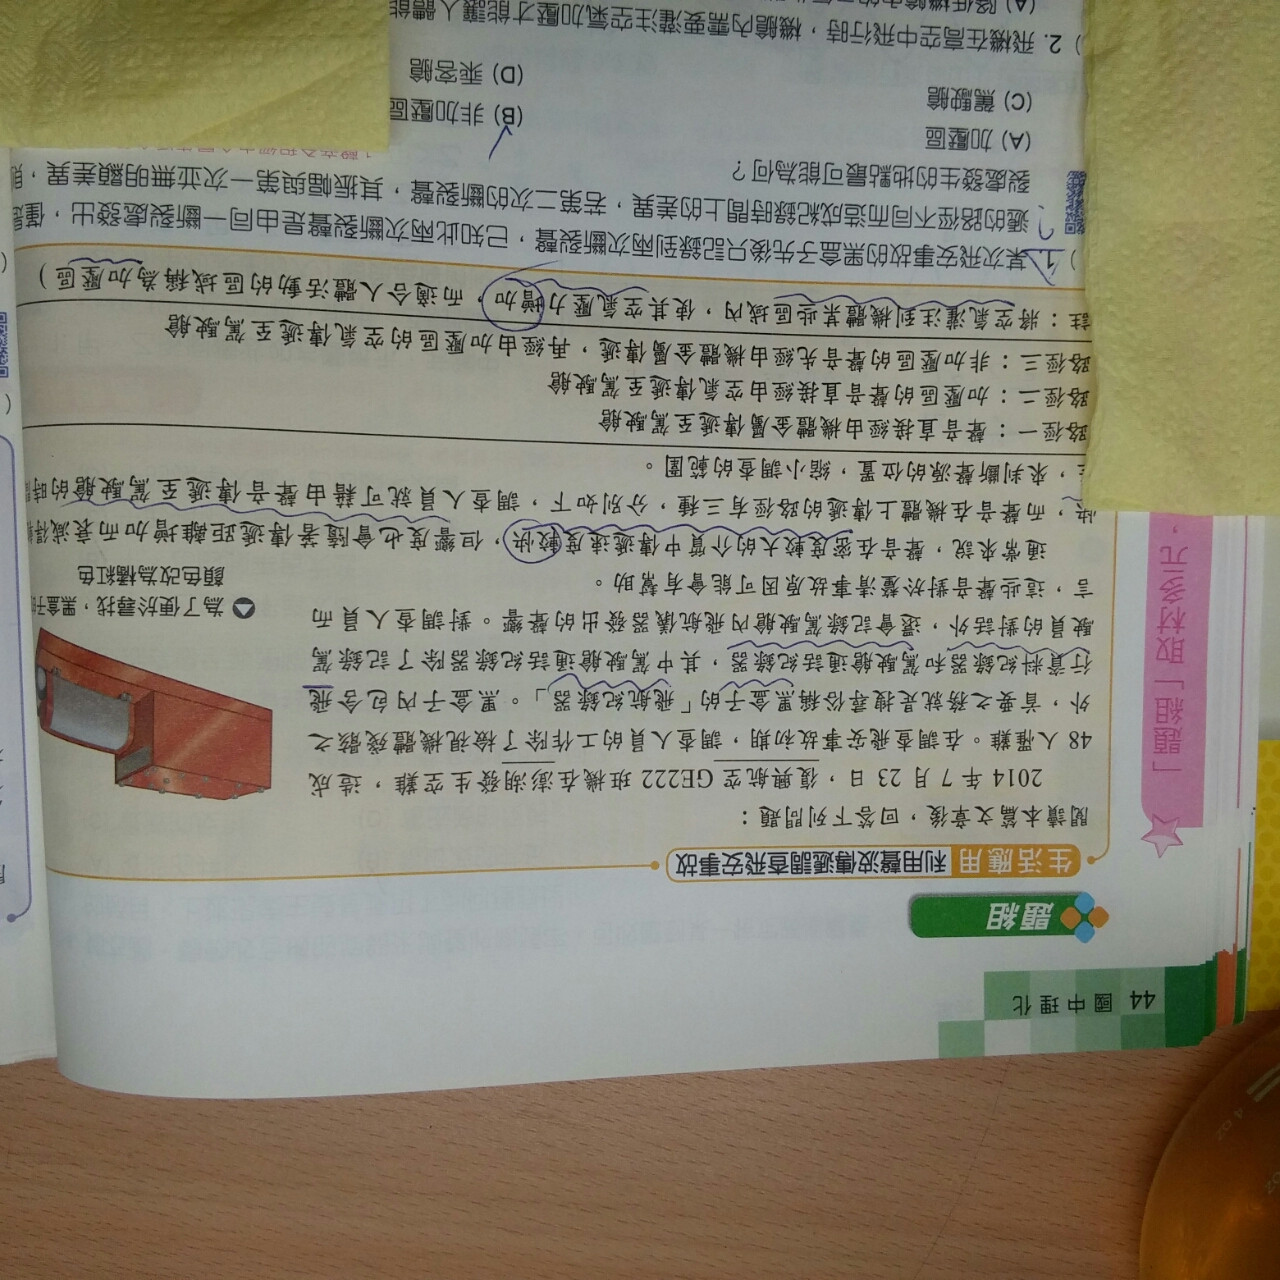 44 國中理化
題組
生活應用 利用聲波傳遞調查飛安事故
閱讀本篇文章後,回答下列問題:
2014年7月23日,復興航空GE222班機在澎湖發生空難,造成
48人罹難。在調查飛安事故初期,調查人員的工作除了檢視機體殘骸之
外,首要之務就是搜尋俗稱黑盒子的「飛航紀錄器」。黑盒子內包含飛
行資料紀錄器和駕駛艙通話紀錄器,其中駕駛艙通話紀錄器除了記錄駕
駛員的對話外,還會記錄駕駛艙內飛航儀器發出的聲響。對調查人員而
言,這些聲音對於釐清事故原因可能會有幫助。
為了便於尋找,黑盒子
顏色改為橘紅色
通常來說,聲音在密度較大的介質中傳遞速度較快,但響度也會隨著傳遞距離增加而衰減得
快,而聲音在機體上傳遞的路徑有三種,分別如下,調查人員就可藉由聲音傳遞至駕駛艙的時
,來判斷聲源的位置,縮小調查的範圍。
路徑一:聲音直接經由機體金屬傳遞至駕駛艙
路徑二:加壓區的聲音直接經由空氣傳遞至駕駛艙
路徑三:非加壓區的聲音先經由機體金屬傳遞,再經由加壓區的空氣傳遞至駕駛艙
註:將空氣灌注到機體某些區域內,使其空氣壓力增加,而適合人體活動的區域稱為加壓區)
)1. 某次飛安事故的黑盒子先後只記錄到兩次斷裂聲,已知此兩次斷裂聲是由同一斷裂處發出,僅是
遞的路徑不同而造成紀錄時間上的差異,若第二次的斷裂聲,其振幅與第一次並無明顯差異,則
裂處發生的地點最可能為何?
(A) 加壓區
(B) 非加壓區
(C) 駕駛艙
(D) 乘客艙
)2. 飛機在高空中飛行時,機艙內需要灌注空氣加壓才能讓人體能
(A) 降低機艙
「題組」取材多元,
4 oz
oz